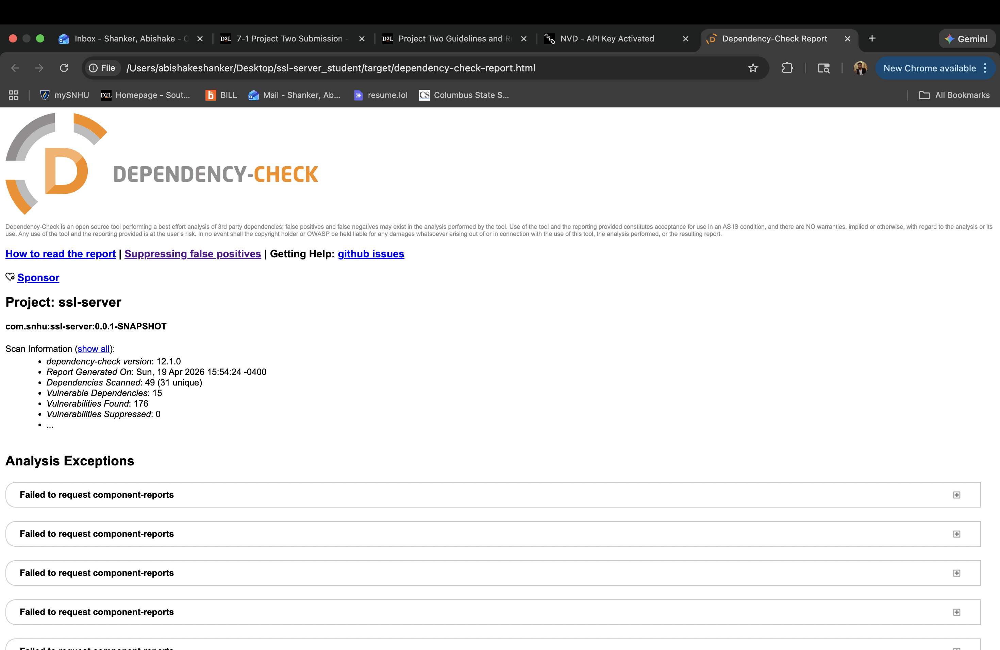 Inbox - Shanker, Abishake - O
7-1 Project Two Submission -
Project Two Guidelines and Ru
NVD - API Key Activated
Dependency-Check Report
Gemini
File
/Users/abishakeshanker/Desktop/ssl-server_student/target/dependency-check-report.html
New Chrome available
mySNHU
D2L Homepage - Sout...
BILL
Mail - Shanker, Ab...
resume.lol
CS Columbus State S...
All Bookmarks
D
DEPENDENCY-CHECK
Dependency-Check is an open source tool performing a best effort analysis of 3rd party dependencies; false positives and false negatives may exist in the analysis performed by the tool. Use of the tool and the reporting provided constitutes acceptance for use in an AS IS condition, and there are NO warranties, implied or otherwise, with regard to the analysis or its
use. Any use of the tool and the reporting provided is at the user's risk. In no event shall the copyright holder or OWASP be held liable for any damages whatsoever arising out of or in connection with the use of this tool, the analysis performed, or the resulting report.
How to read the report | Suppressing false positives | Getting Help: github issues
Sponsor
Project: ssl-server
com.snhu:ssl-server:0.0.1-SNAPSHOT
Scan Information (show all):
• dependency-check version: 12.1.0
• Report Generated On: Sun, 19 Apr 2026 15:54:24 -0400
• Dependencies Scanned: 49 (31 unique)
• Vulnerable Dependencies: 15
• Vulnerabilities Found: 176
• Vulnerabilities Suppressed: 0
• ...
Analysis Exceptions
Failed to request component-reports
Failed to request component-reports
Failed to request component-reports
Failed to request component-reports
Failed to request component-reports